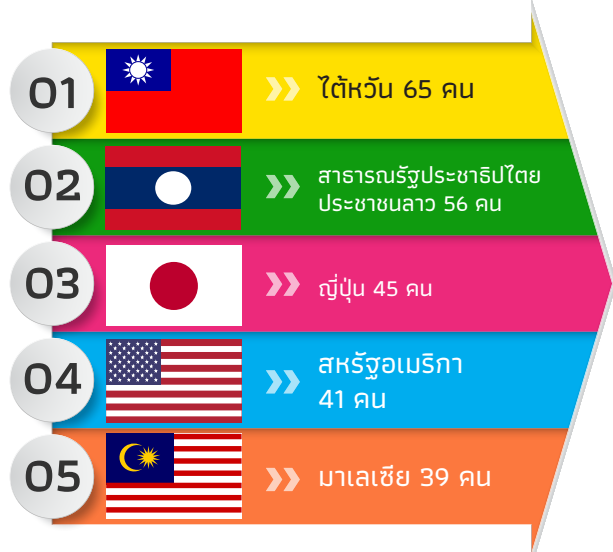 01
ไต้หวัน 65 คน
02
สาธารณรัฐประชาธิปไตย
ประชาชนลาว 56 คน
03
ญี่ปุ่น 45 คน
04
สหรัฐอเมริกา
41 คน
05
มาเลเซีย 39 คน